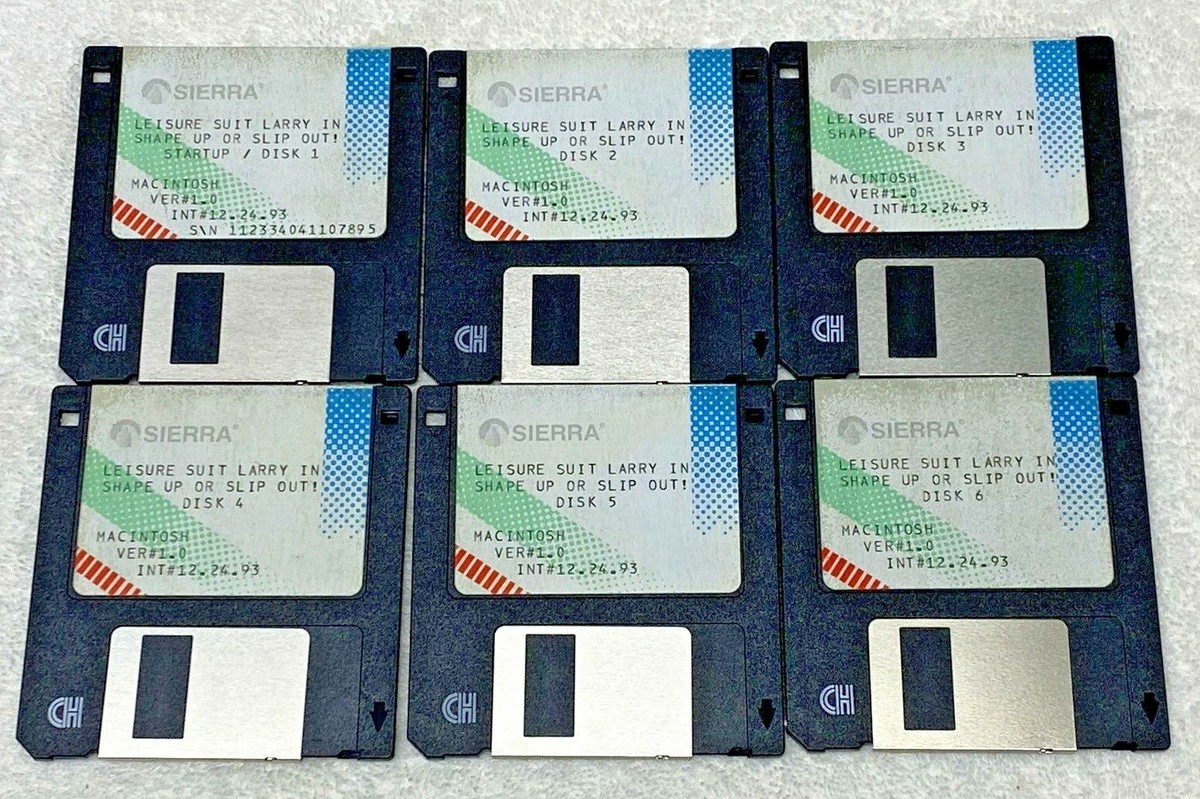 SIERRA®
LEISURE SUIT LARRY IN
SHAPE UP OR SLIP OUT!
STARTUP / DISK 1
MACINTOSH
VER#1.0
INT#12.24.93
S\N 112334041107895
CH
SIERRA®
LEISURE SUIT LARRY IN
SHAPE UP OR SLIP OUT!
DISK 2
MACINTOSH
VER#1.0
INT#12.24.93
CH
SIERRA®
LEISURE SUIT LARRY IN
SHAPE UP OR SLIP OUT!
DISK 3
MACINTOSH
VER#1.0
INT#12.24.93
CH
SIERRA®
LEISURE SUIT LARRY IN
SHAPE UP OR SLIP OUT!
DISK 4
MACINTOSH
VER#1.0
INT#12.24.93
CH
SIERRA®
LEISURE SUIT LARRY IN
SHAPE UP OR SLIP OUT!
DISK 5
MACINTOSH
VER#1.0
INT#12.24.93
CH
SIERRA®
LEISURE SUIT LARRY IN
SHAPE UP OR SLIP OUT!
DISK 6
MACINTOSH
VER#1.0
INT#12.24.93
CH